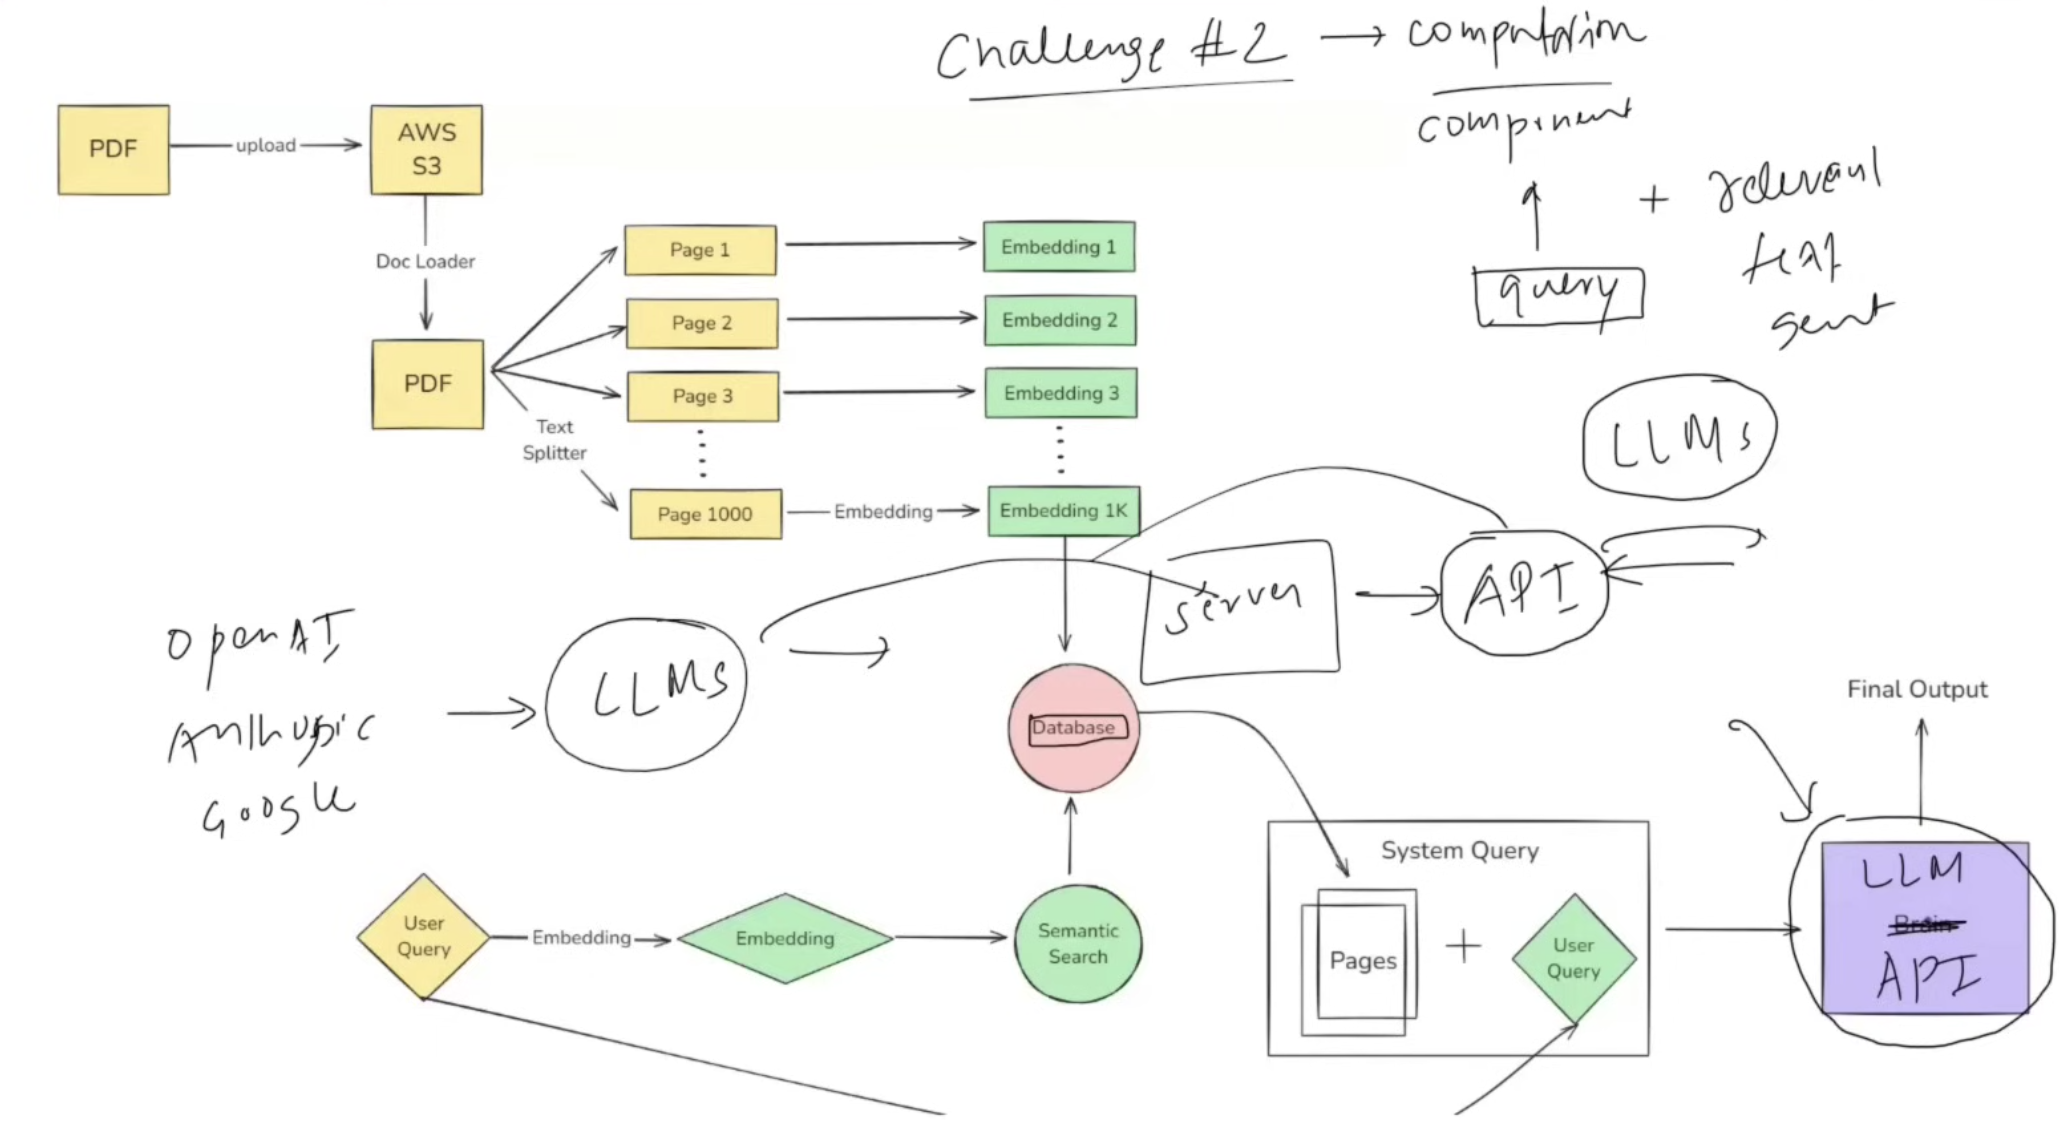 Challenge #2 → computation
component
PDF
upload
AWS
S3
+ relevant
text
sent
query
Doc Loader
Page 1
Embedding 1
Page 2
Embedding 2
PDF
Page 3
Embedding 3
Text
Splitter
LLMs
Page 1000
Embedding
Embedding 1K
server
API
OpenAI
Anthropic
Google
LLMs
Database
Final Output
System Query
LLM
Brain
API
User
Query
Embedding
Embedding
Semantic
Search
Pages
+
User
Query